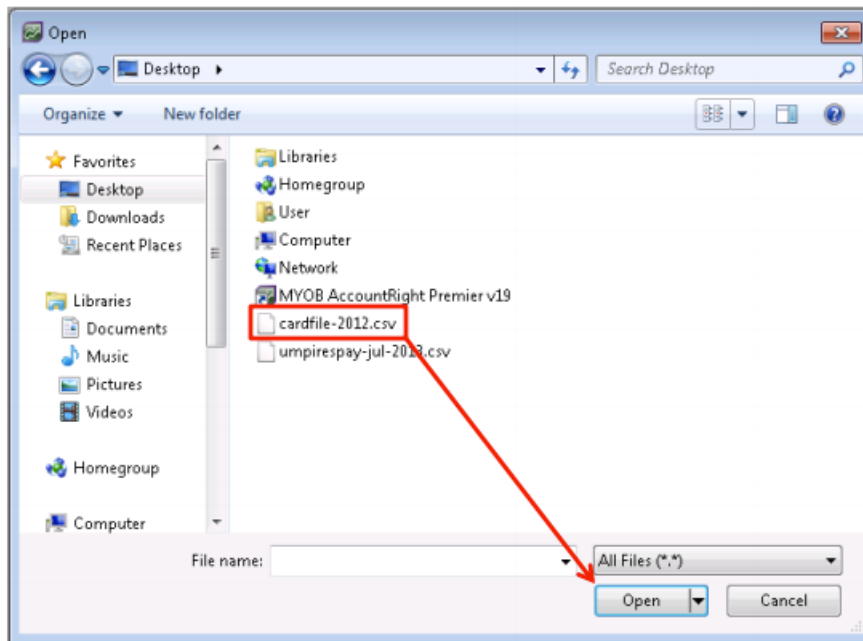 Open
Desktop
Search Desktop
Organize
New folder
Favorites
Desktop
Downloads
Recent Places
Libraries
Documents
Music
Pictures
Videos
Homegroup
Computer
Libraries
Homegroup
User
Computer
Network
MYOB AccountRight Premier v19
cardfile-2012.csv
umpirespay-jul-2013.csv
File name:
All Files (*.*)
Open
Cancel